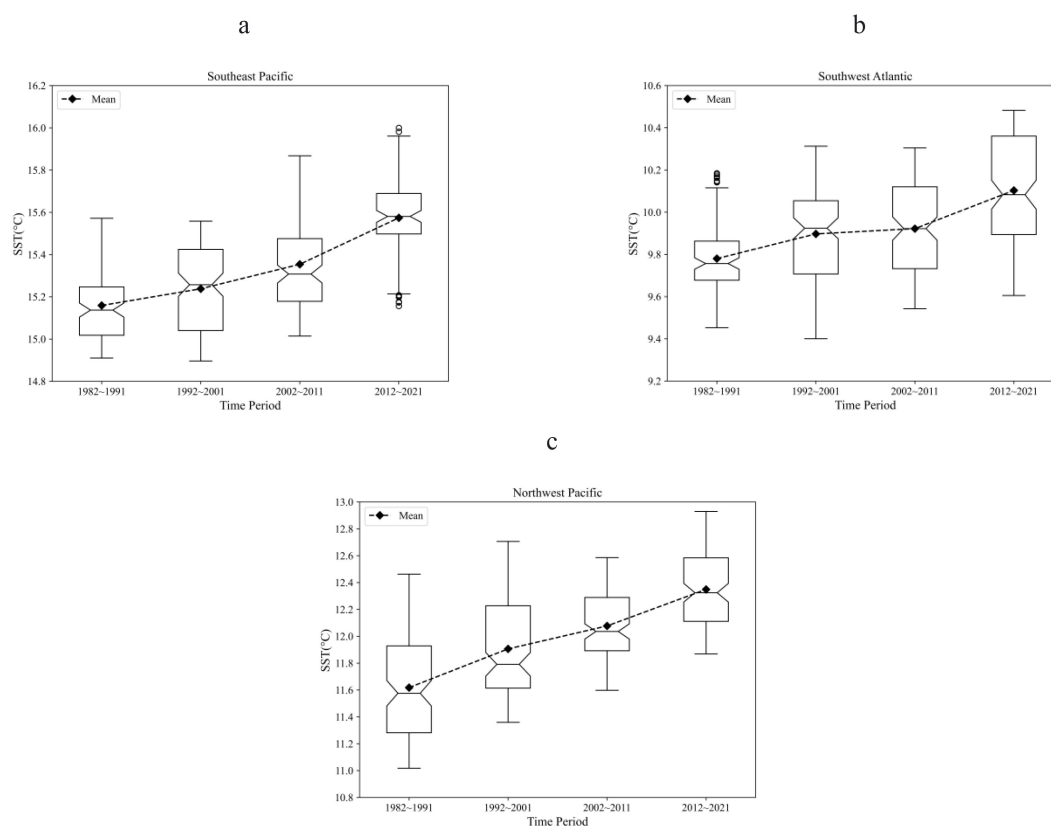 a
Southeast Pacific
Mean
SST(°C)
16.2
16.0
15.8
15.6
15.4
15.2
15.0
14.8
1982~1991 1992~2001 2002~2011 2012~2021
Time Period
b
Southwest Atlantic
Mean
SST(°C)
10.6
10.4
10.2
10.0
9.8
9.6
9.4
9.2
1982~1991 1992~2001 2002~2011 2012~2021
Time Period
c
Northwest Pacific
Mean
SST(°C)
13.0
12.8
12.6
12.4
12.2
12.0
11.8
11.6
11.4
11.2
11.0
10.8
1982~1991 1992~2001 2002~2011 2012~2021
Time Period